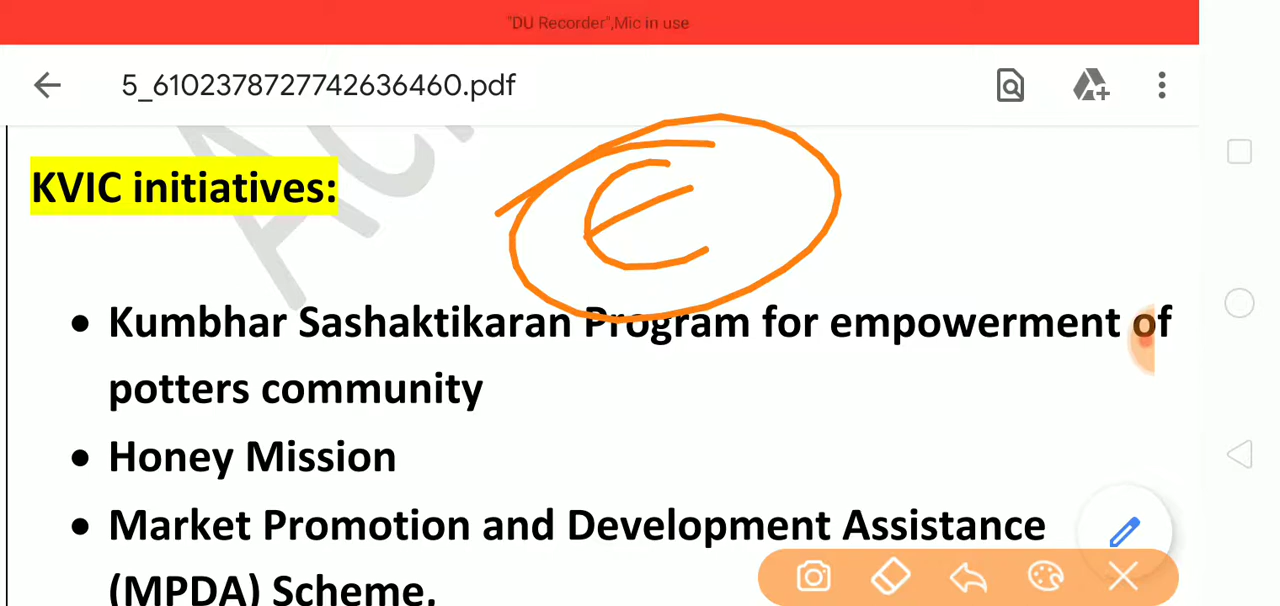 "DU Recorder",Mic in use
5_6102378727742636460.pdf
KVIC initiatives:
E
• Kumbhar Sashaktikaran Program for empowerment of
potters community
• Honey Mission
• Market Promotion and Development Assistance
(MPDA) Scheme.